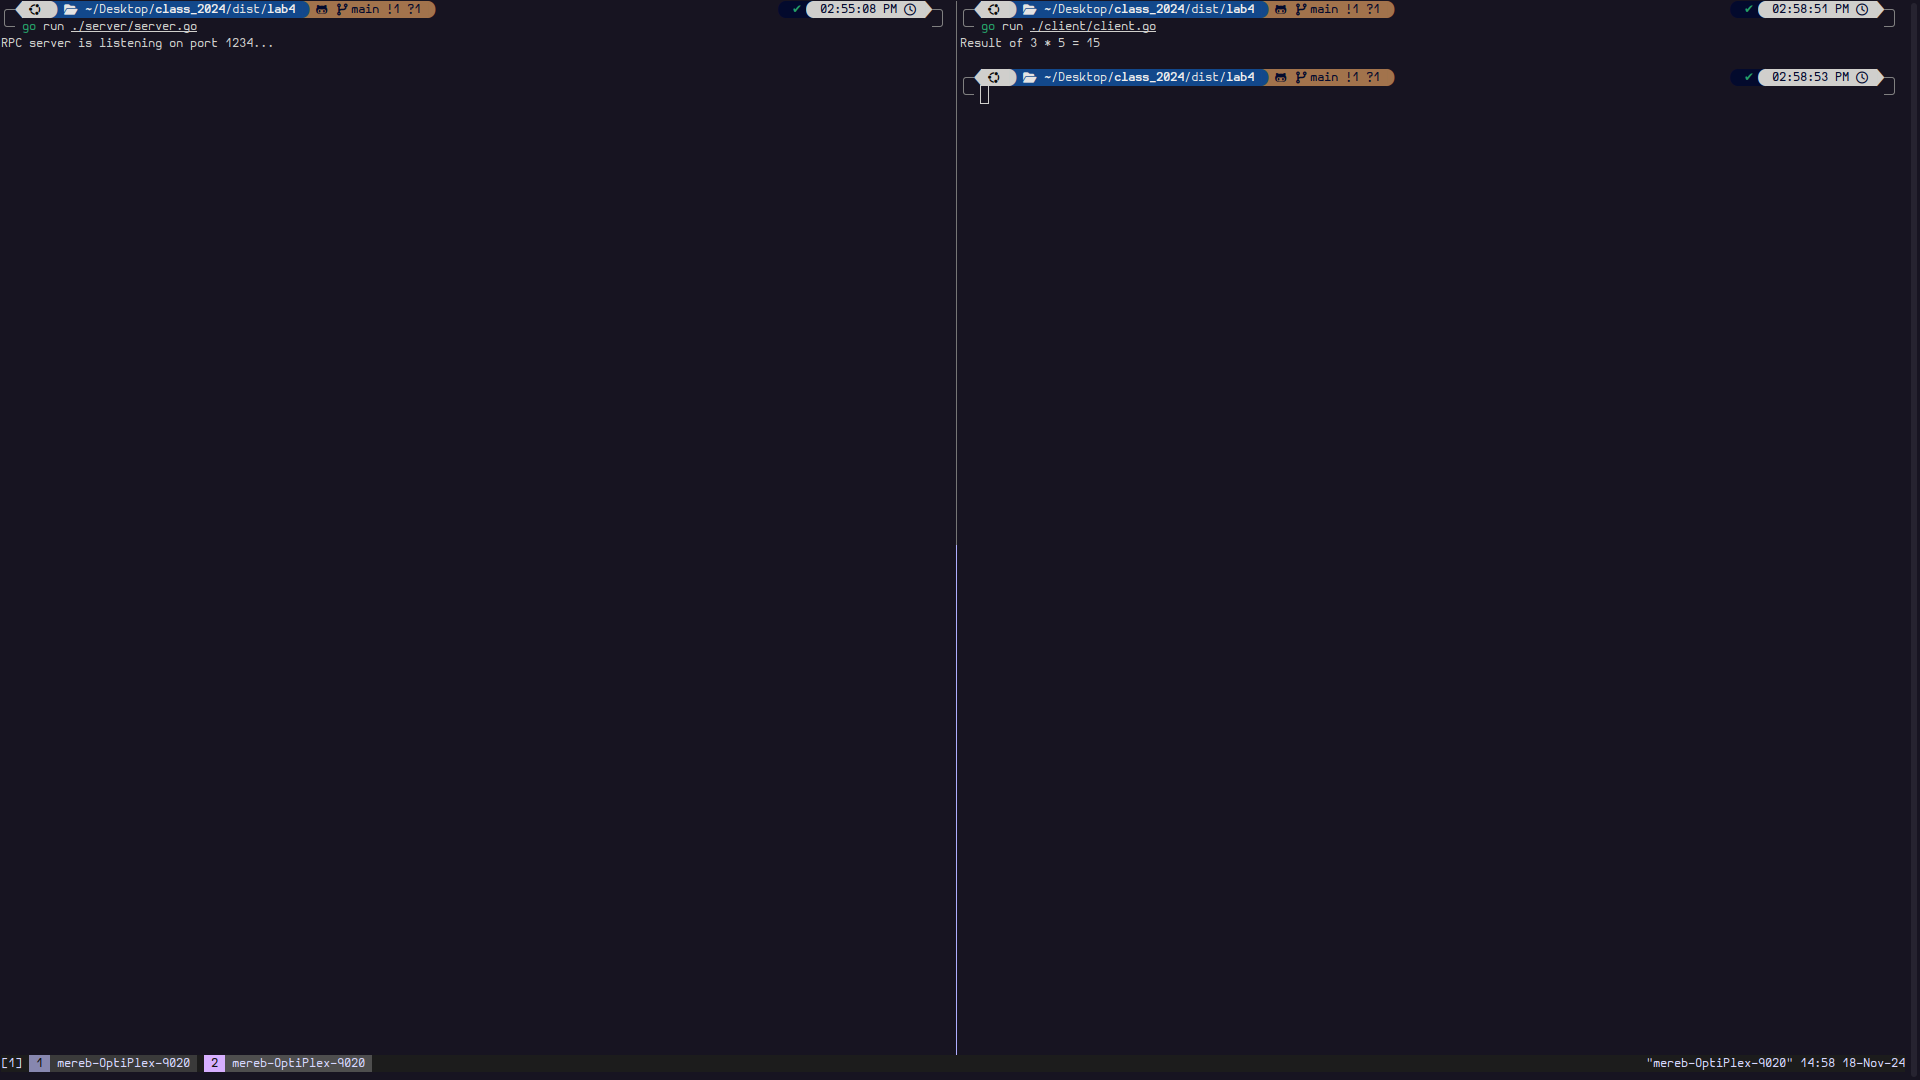 ~/Desktop/class_2024/dist/lab4 main !1 ?1 ✔ 02:55:08 PM
go run ./server/server.go
RPC server is listening on port 1234...
~/Desktop/class_2024/dist/lab4 main !1 ?1 ✔ 02:58:51 PM
go run ./client/client.go
Result of 3 * 5 = 15
~/Desktop/class_2024/dist/lab4 main !1 ?1 ✔ 02:58:53 PM
[1] 1 mereb-OptiPlex-9020 2 mereb-OptiPlex-9020 "mereb-OptiPlex-9020" 14:58 18-Nov-24